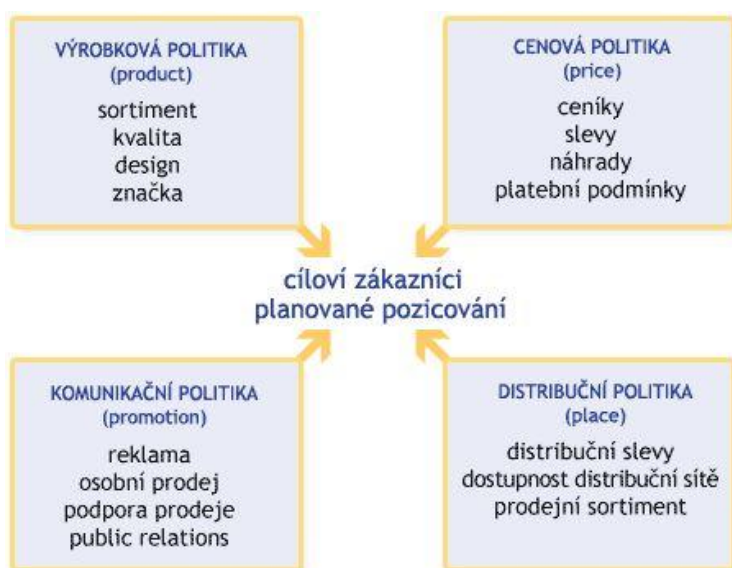 VÝROBKOVÁ POLITIKA
(product)
sortiment
kvalita
design
značka
CENOVÁ POLITIKA
(price)
ceníky
slevy
náhrady
platební podmínky
cíloví zákazníci
planované pozicování
KOMUNIKAČNÍ POLITIKA
(promotion)
reklama
osobní prodej
podpora prodeje
public relations
DISTRIBUČNÍ POLITIKA
(place)
distribuční slevy
dostupnost distribuční sítě
prodejní sortiment